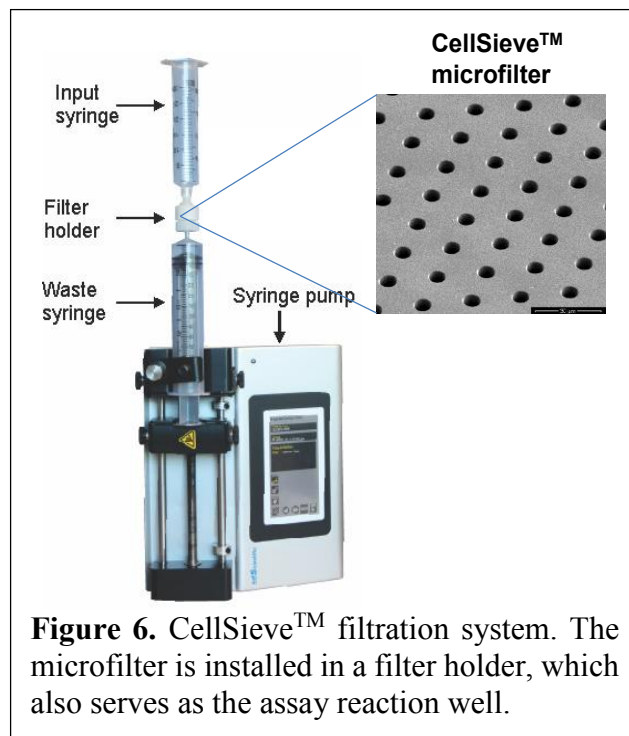 CellSieve™
microfilter
Input
syringe
Filter
holder
Waste
syringe
Syringe pump
Figure 6. CellSieve™ filtration system. The
microfilter is installed in a filter holder, which
also serves as the assay reaction well.